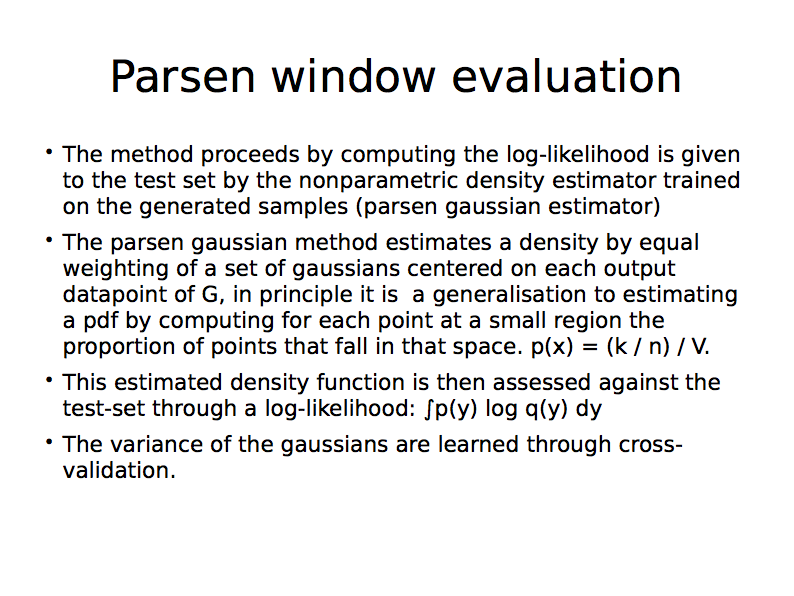 Parsen window evaluation
• The method proceeds by computing the log-likelihood is given
to the test set by the nonparametric density estimator trained
on the generated samples (parsen gaussian estimator)
• The parsen gaussian method estimates a density by equal
weighting of a set of gaussians centered on each output
datapoint of G, in principle it is  a generalisation to estimating
a pdf by computing for each point at a small region the
proportion of points that fall in that space. p(x) = (k / n) / V.
• This estimated density function is then assessed against the
test-set through a log-likelihood: ∫p(y) log q(y) dy
• The variance of the gaussians are learned through cross-
validation.